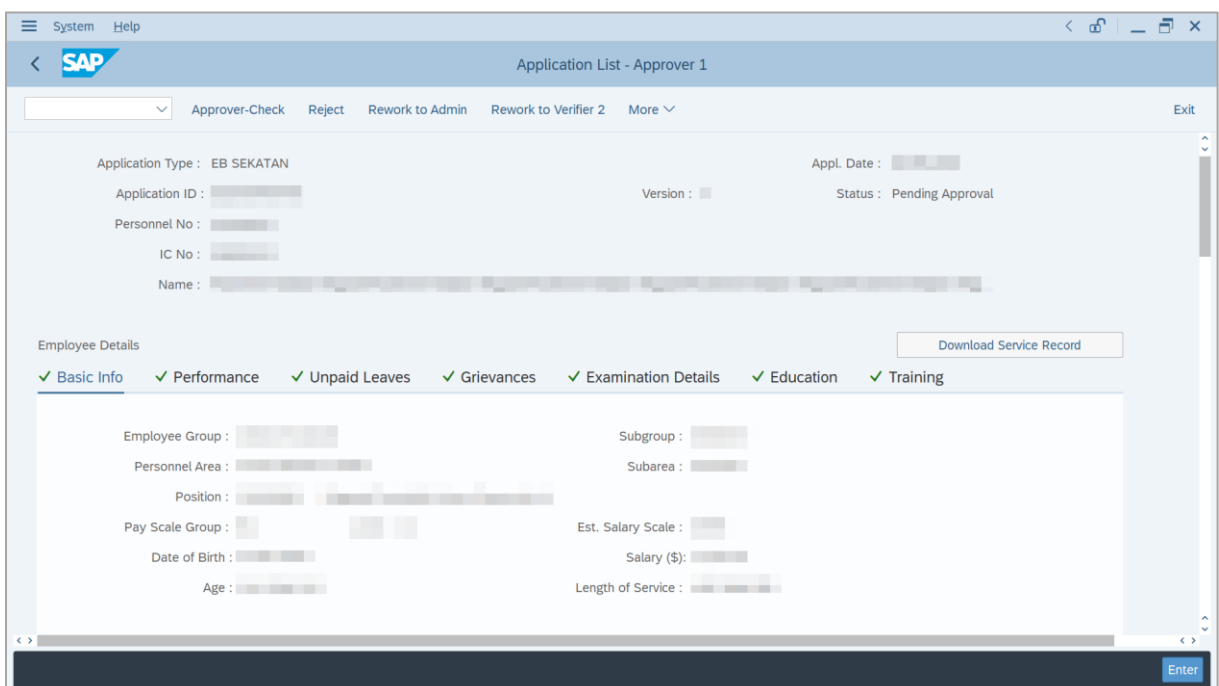 System Help
SAP Application List - Approver 1
Approver-Check Reject Rework to Admin Rework to Verifier 2 More Exit
Application Type : EB SEKATAN Appl. Date :
Application ID : Version : Status : Pending Approval
Personnel No :
IC No :
Name :
Employee Details Download Service Record
Basic Info Performance Unpaid Leaves Grievances Examination Details Education Training
Employee Group : Subgroup :
Personnel Area : Subarea :
Position :
Pay Scale Group : Est. Salary Scale :
Date of Birth : Salary ($):
Age : Length of Service :
Enter